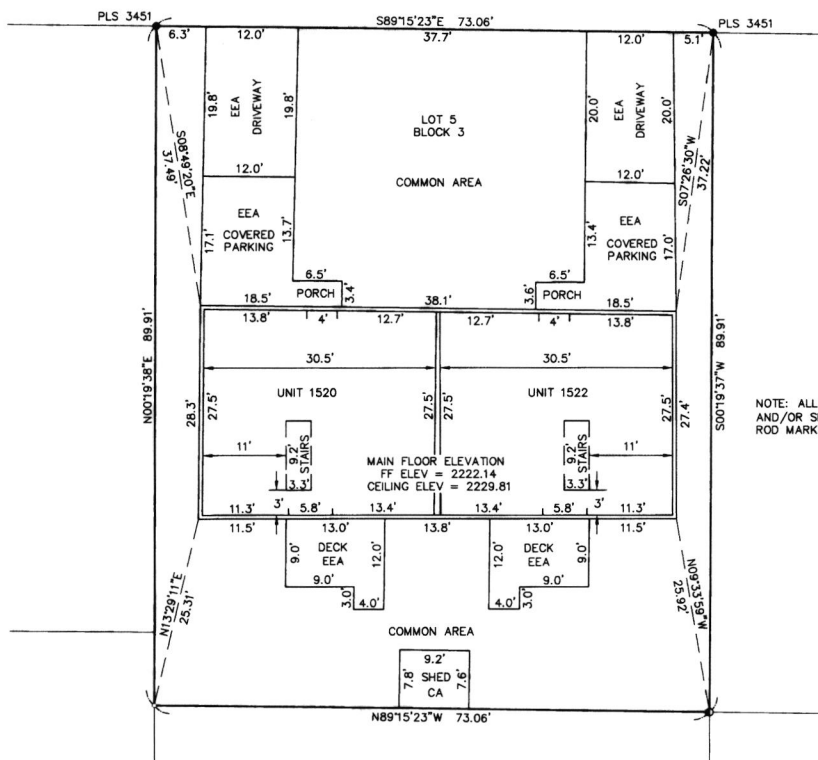 PLS 3451
S89°15'23"E 73.06'
PLS 3451
6.3'
12.0'
37.7'
12.0'
5.1'
19.8'
EEA
DRIVEWAY
19.8'
LOT 5
BLOCK 3
20.0'
EEA
DRIVEWAY
20.0'
S08°49'20"E
37.49'
S07°26'30"W
37.22'
12.0'
COMMON AREA
12.0'
EEA
COVERED
PARKING
17.1'
13.7'
13.4'
EEA
COVERED
PARKING
17.0'
6.5'
6.5'
PORCH
3.4'
3.6'
PORCH
18.5'
38.1'
18.5'
13.8'
4'
12.7'
12.7'
4'
13.8'
N00°19'38"E 89.91'
S00°19'37"W 89.91'
30.5'
30.5'
UNIT 1520
UNIT 1522
28.3'
27.5'
27.5'
27.5'
27.5'
27.4'
NOTE: ALL
AND/OR S
ROD MARK
11'
9.2'
STAIRS
3.3'
9.2'
STAIRS
3.3'
11'
MAIN FLOOR ELEVATION
FF ELEV = 2222.14
CEILING ELEV = 2229.81
3'
3'
11.3'
5.8'
13.4'
13.4'
5.8'
11.3'
11.5'
13.0'
13.8'
13.0'
11.5'
9.0'
DECK
EEA
12.0'
12.0'
DECK
EEA
9.0'
9.0'
3.0'
4.0'
9.0'
3.0'
4.0'
N13°29'11"E
25.31'
N09°33'59"W
25.92'
COMMON AREA
9.2'
7.8'
SHED
CA
7.6'
N89°15'23"W 73.06'